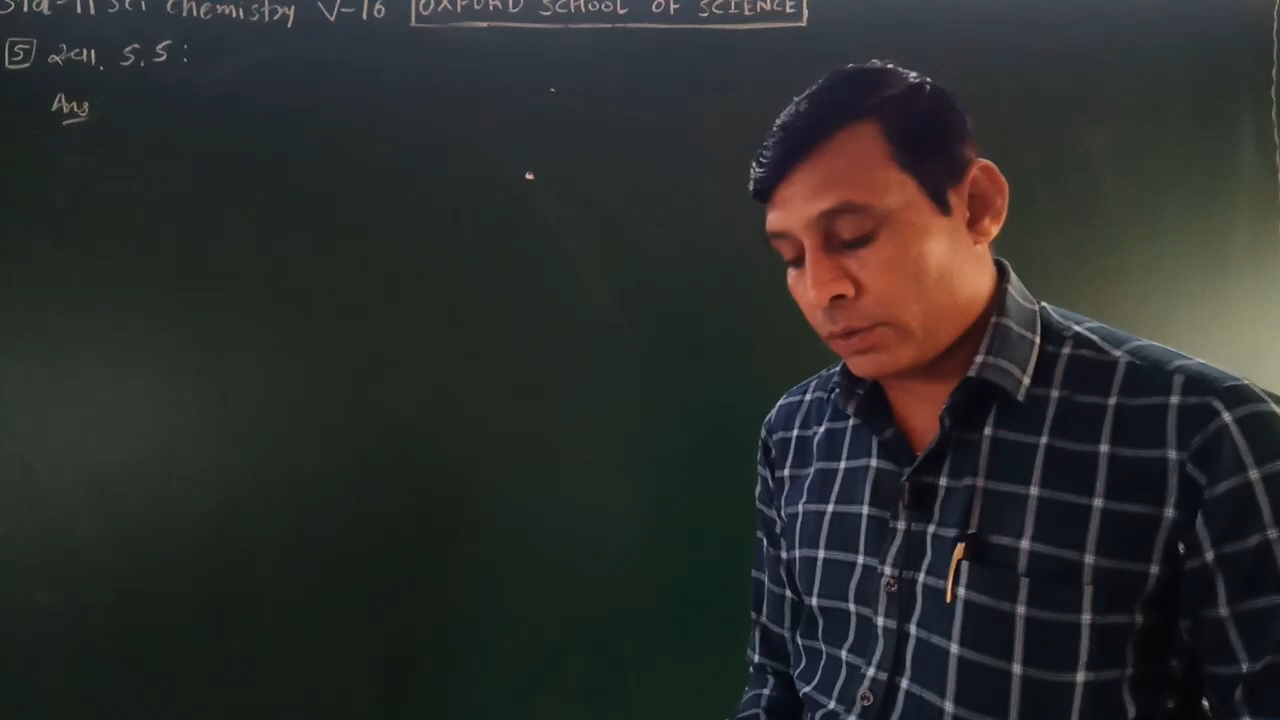 Std-11 Sci Chemistry V-16 OXFORD SCHOOL OF SCIENCE
5 સ્વા. 5.5:
Ans